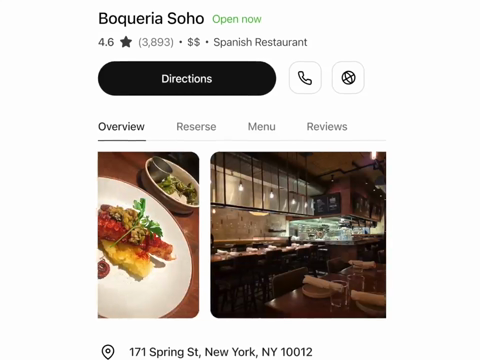 Boqueria Soho Open now
4.6 ★ (3,893) • $$ • Spanish Restaurant
Directions
Overview Reserse Menu Reviews
171 Spring St, New York, NY 10012